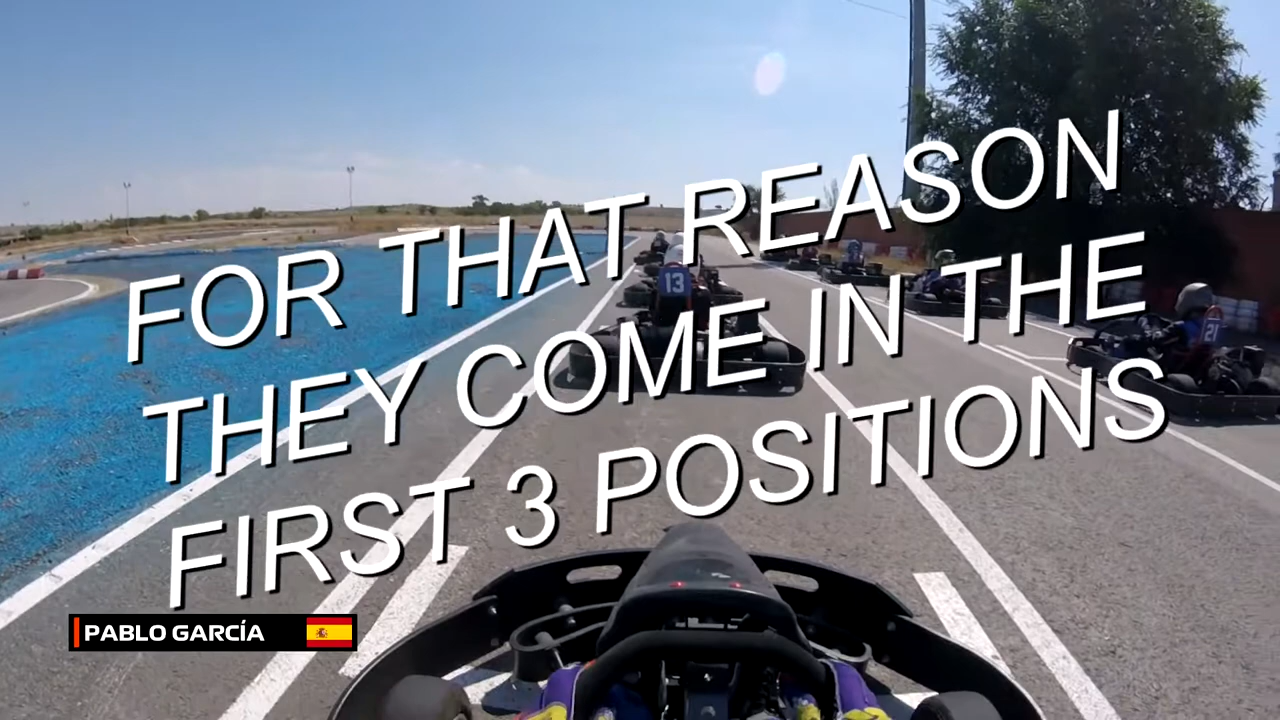 FOR THAT REASON
THEY COME IN THE
FIRST 3 POSITIONS
13
21
PABLO GARCÍA